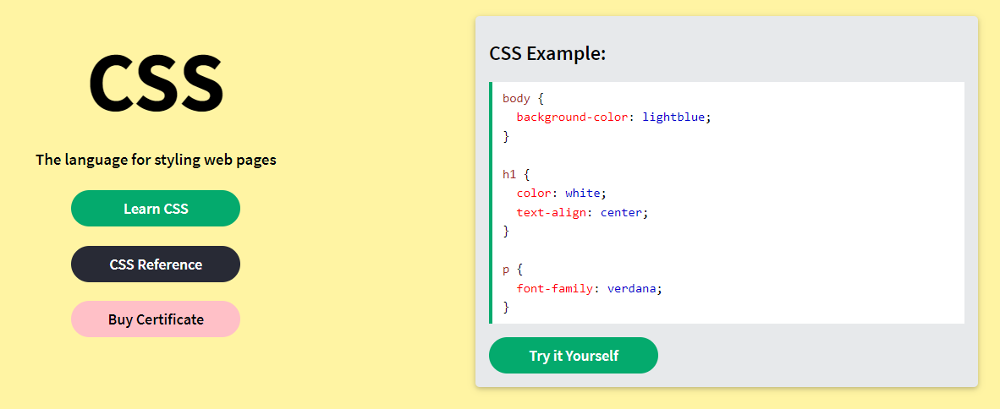 CSS
The language for styling web pages
Learn CSS
CSS Reference
Buy Certificate
CSS Example:
body {
  background-color: lightblue;
}

h1 {
  color: white;
  text-align: center;
}

p {
  font-family: verdana;
}
Try it Yourself